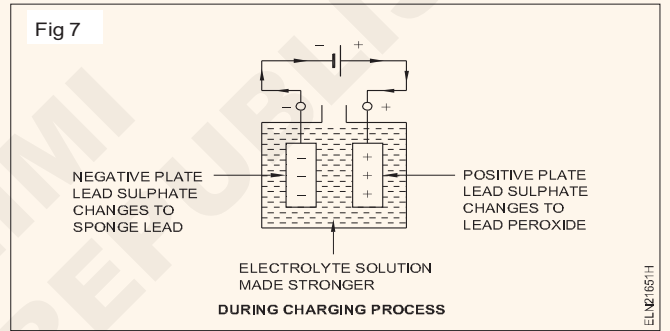 Fig 7
− +
− +
− +
− +
− +
NEGATIVE PLATE
LEAD SULPHATE
CHANGES TO
SPONGE LEAD
POSITIVE PLATE
LEAD SULPHATE
CHANGES TO
LEAD PEROXIDE
ELECTROLYTE SOLUTION
MADE STRONGER
DURING CHARGING PROCESS
ELN21651H